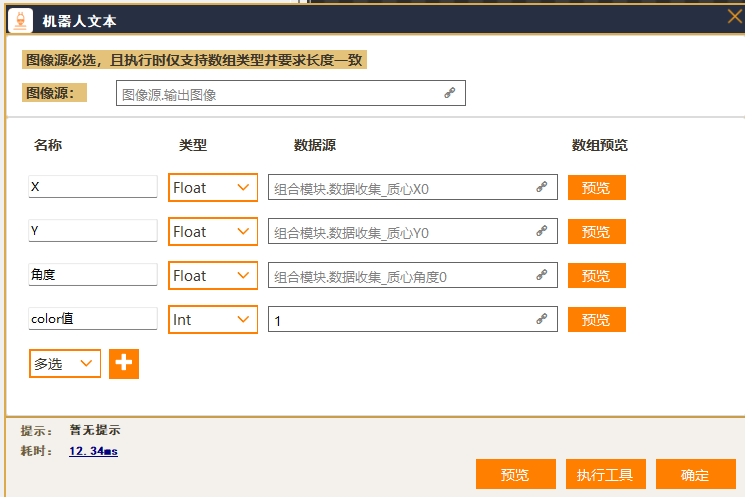 机器人文本
图像源必选，且执行时仅支持数组类型并要求长度一致
图像源： 图像源.输出图像
名称 类型 数据源 数组预览
X Float 组合模块.数据收集_质心X0 预览
Y Float 组合模块.数据收集_质心Y0 预览
角度 Float 组合模块.数据收集_质心角度0 预览
color值 Int 1 预览
多选
提示： 暂无提示
耗时： 12.34ms
预览 执行工具 确定